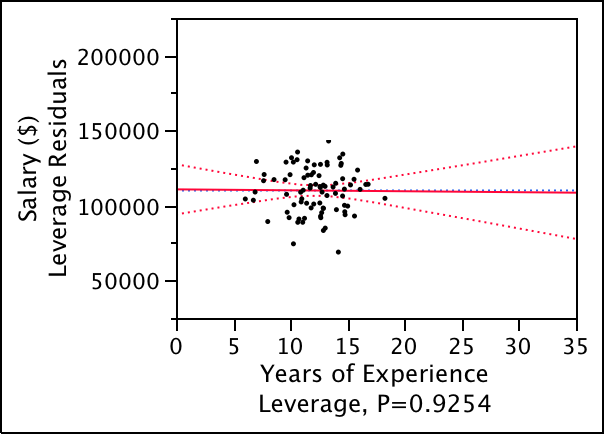 Salary ($)
Leverage Residuals
200000
150000
100000
50000
0 5 10 15 20 25 30 35
Years of Experience
Leverage, P=0.9254